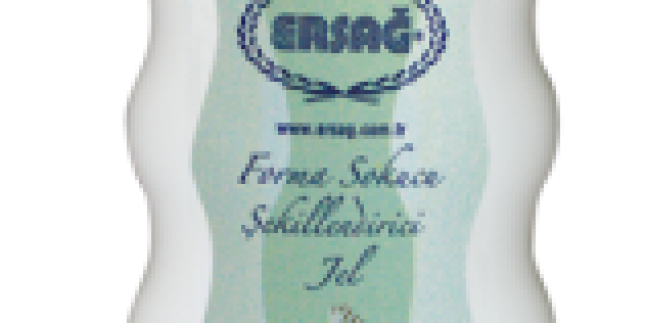 ERSAĞ
www.ersag.com.tr
Forma Sokucu
Şekillendirici
Jel